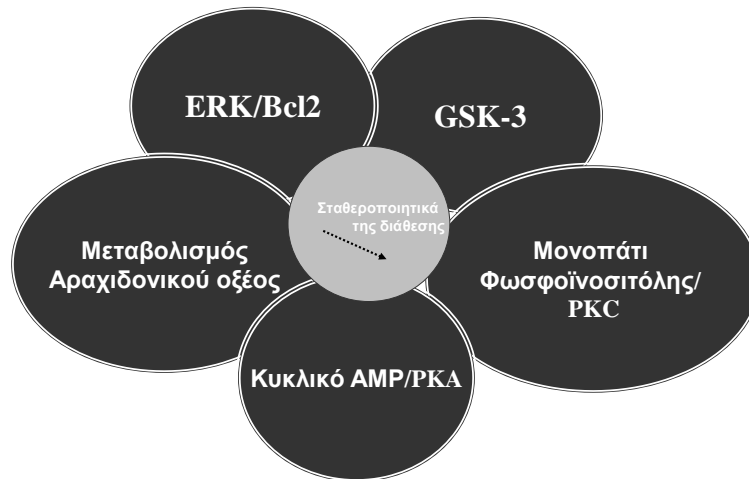 ERK/Bcl2
GSK-3
Σταθεροποιητικά
της διάθεσης
Μεταβολισμός
Αραχιδονικού οξέος
Μονοπάτι
Φωσφοϊνοσιτόλης/
PKC
Κυκλικό AMP/PKA